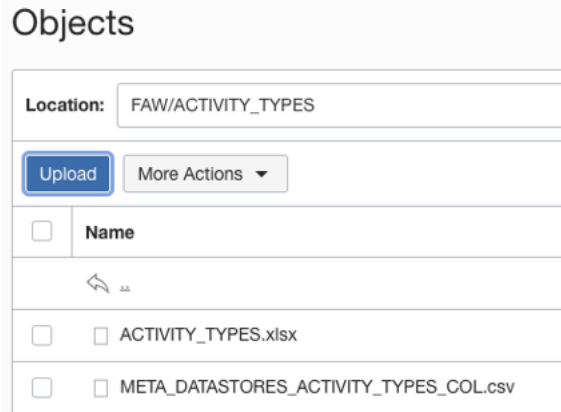 Objects
Location: FAW/ACTIVITY_TYPES
Upload More Actions
Name
..
ACTIVITY_TYPES.xlsx
META_DATASTORES_ACTIVITY_TYPES_COL.csv